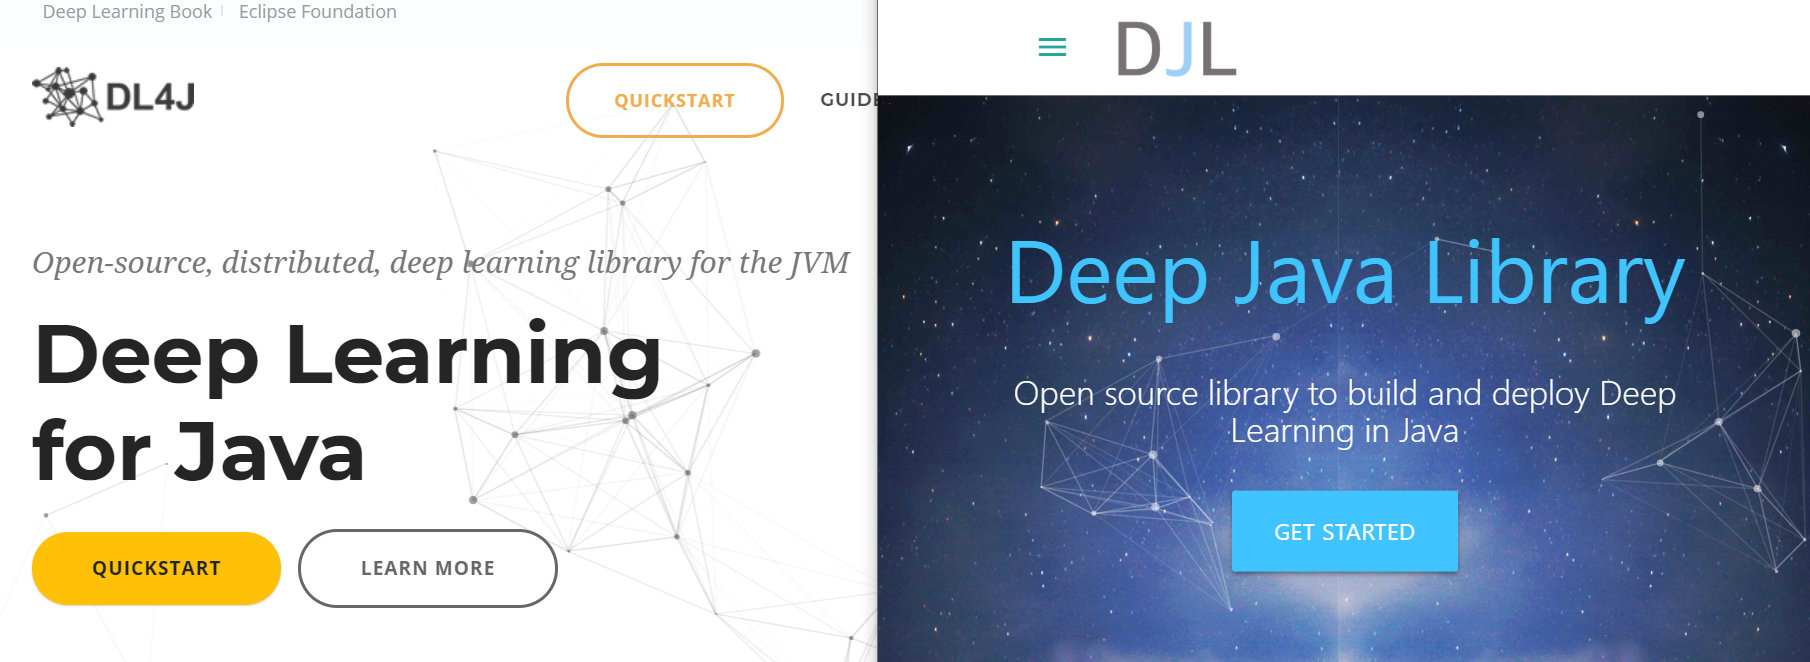 Deep Learning Book
Eclipse Foundation
DL4J
QUICKSTART
GUIDE
Open-source, distributed, deep learning library for the JVM
Deep Learning
for Java
QUICKSTART
LEARN MORE
DJL
Deep Java Library
Open source library to build and deploy Deep
Learning in Java
GET STARTED